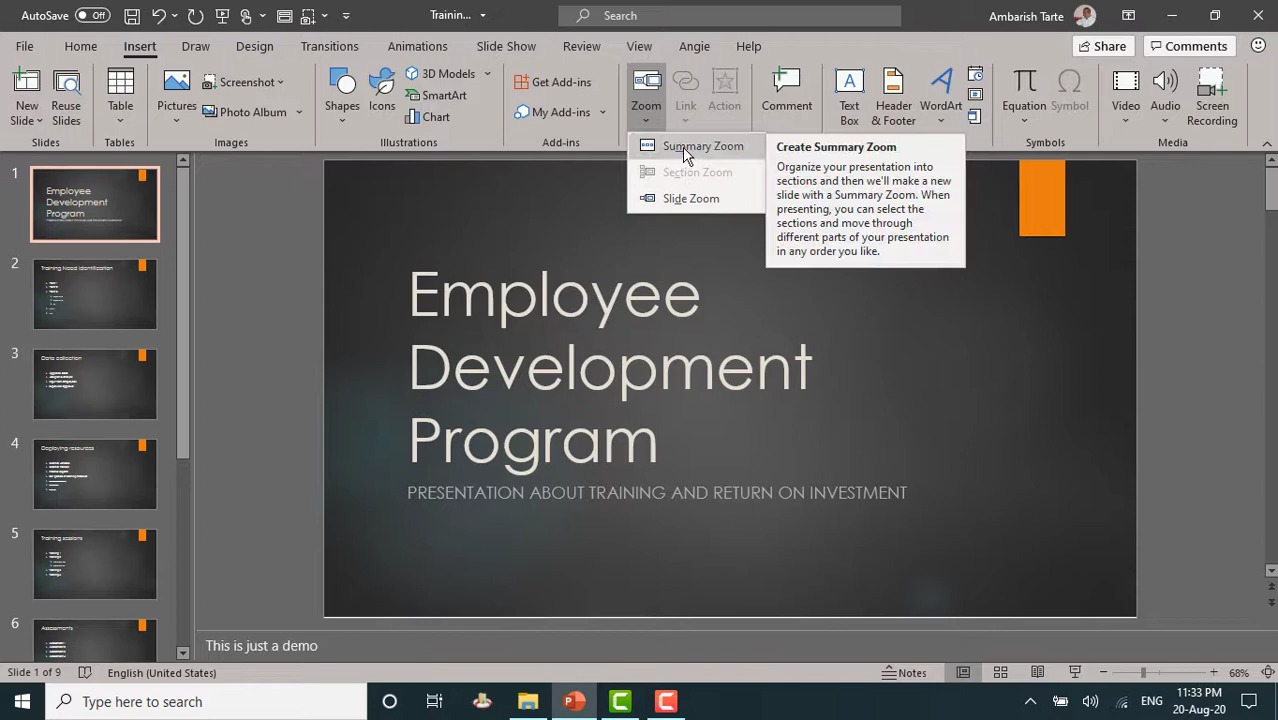 AutoSave Off
Trainin...
Search
Ambarish Tarte
File Home Insert Draw Design Transitions Animations Slide Show Review View Angie Help
Share Comments
New Slide
Reuse Slides
Table
Pictures
Screenshot
Photo Album
Shapes
Icons
3D Models
SmartArt
Chart
Get Add-ins
My Add-ins
Zoom
Link
Action
Comment
Text Box
Header & Footer
WordArt
Equation
Symbol
Video
Audio
Screen Recording
Slides
Tables
Illustrations
Add-ins
Symbols
Media
Summary Zoom
Section Zoom
Slide Zoom
Create Summary Zoom
Organize your presentation into
sections and then we'll make a new
slide with a Summary Zoom. When
presenting, you can select the
sections and move through
different parts of your presentation
in any order you like.
1
Employee
Development
Program
2
Training Need Identification
3
Data collection
4
Deploying resources
5
Training sessions
6
Assessments
Employee
Development
Program
PRESENTATION ABOUT TRAINING AND RETURN ON INVESTMENT
This is just a demo
Slide 1 of 9
English (United States)
Notes
68%
Type here to search
ENG
11:33 PM
20-Aug-20